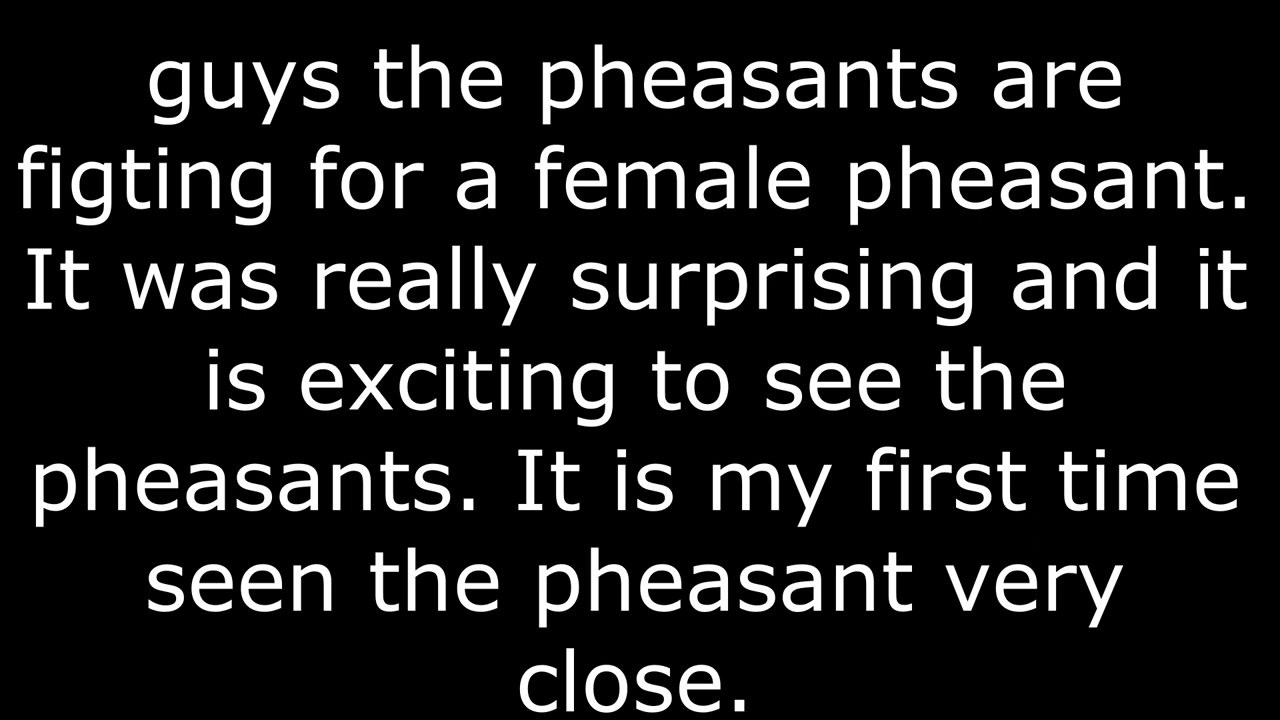 guys the pheasants are
figting for a female pheasant.
It was really surprising and it
is exciting to see the
pheasants. It is my first time
seen the pheasant very
close.